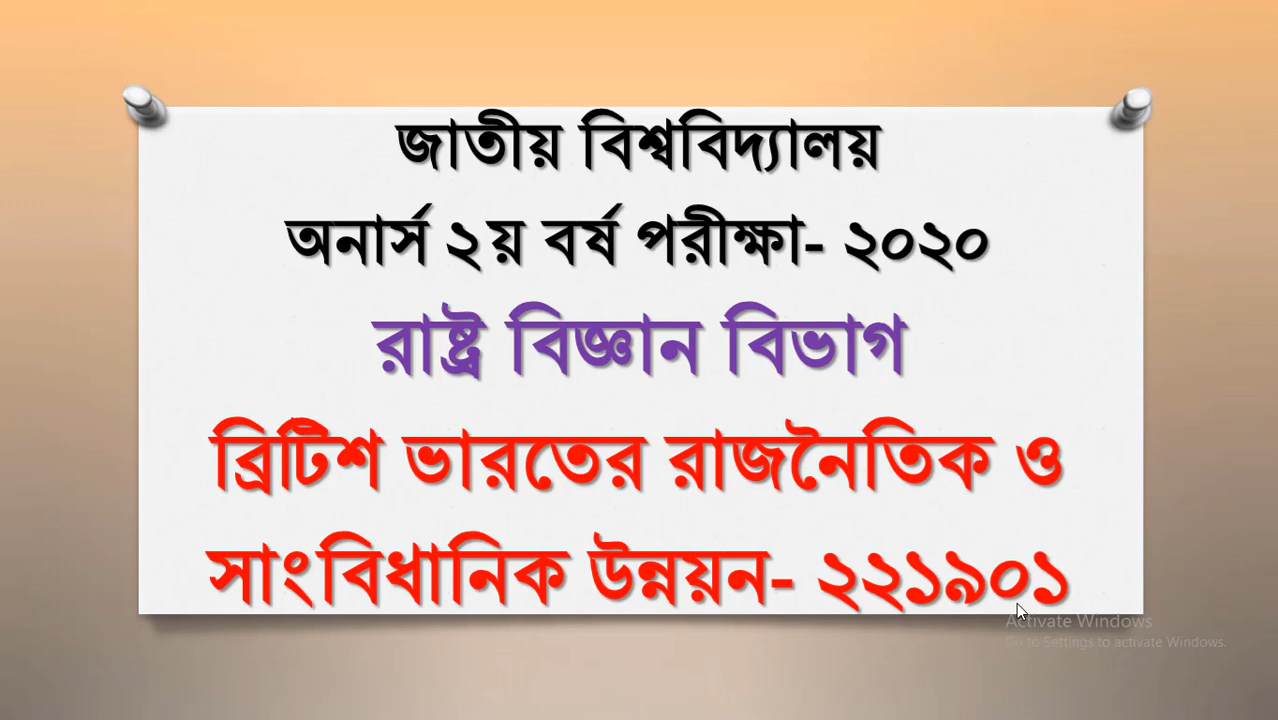 জাতীয় বিশ্ববিদ্যালয়
অনার্স ২য় বর্ষ পরীক্ষা- ২০২০
রাষ্ট্র বিজ্ঞান বিভাগ
ব্রিটিশ ভারতের রাজনৈতিক ও
সাংবিধানিক উন্নয়ন- ২২১৯০১
Activate Windows
Go to Settings to activate Windows.